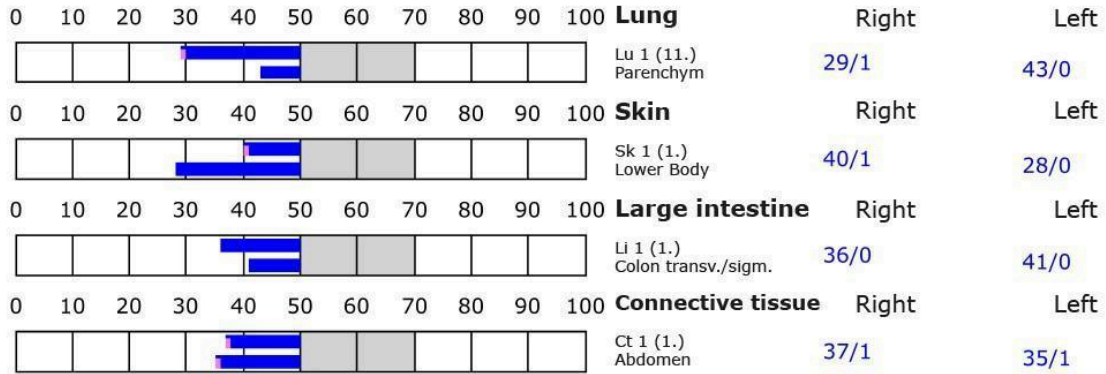 0 10 20 30 40 50 60 70 80 90 100 Lung Right Left
Lu 1 (11.) 29/1 43/0
Parenchym
0 10 20 30 40 50 60 70 80 90 100 Skin Right Left
Sk 1 (1.) 40/1 28/0
Lower Body
0 10 20 30 40 50 60 70 80 90 100 Large intestine Right Left
Li 1 (1.) 36/0 41/0
Colon transv./sigm.
0 10 20 30 40 50 60 70 80 90 100 Connective tissue Right Left
Ct 1 (1.) 37/1 35/1
Abdomen